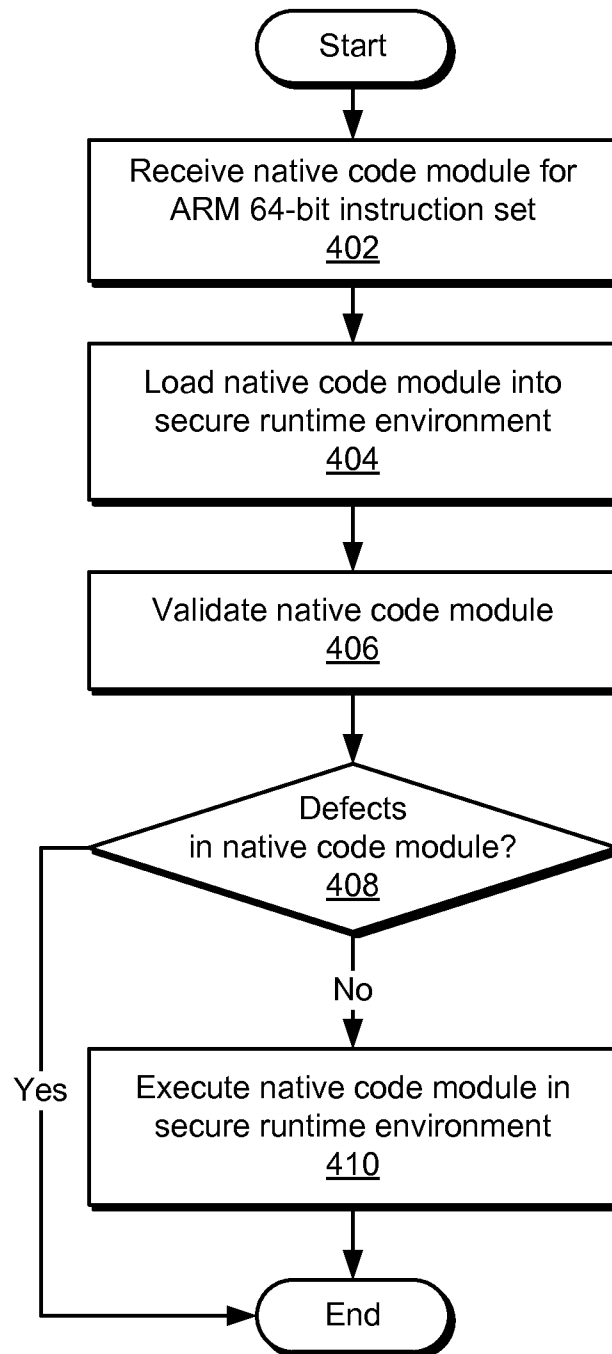 Start
Receive native code module for
ARM 64-bit instruction set
402
Load native code module into
secure runtime environment
404
Validate native code module
406
Defects
in native code module?
408
No
Yes
Execute native code module in
secure runtime environment
410
End